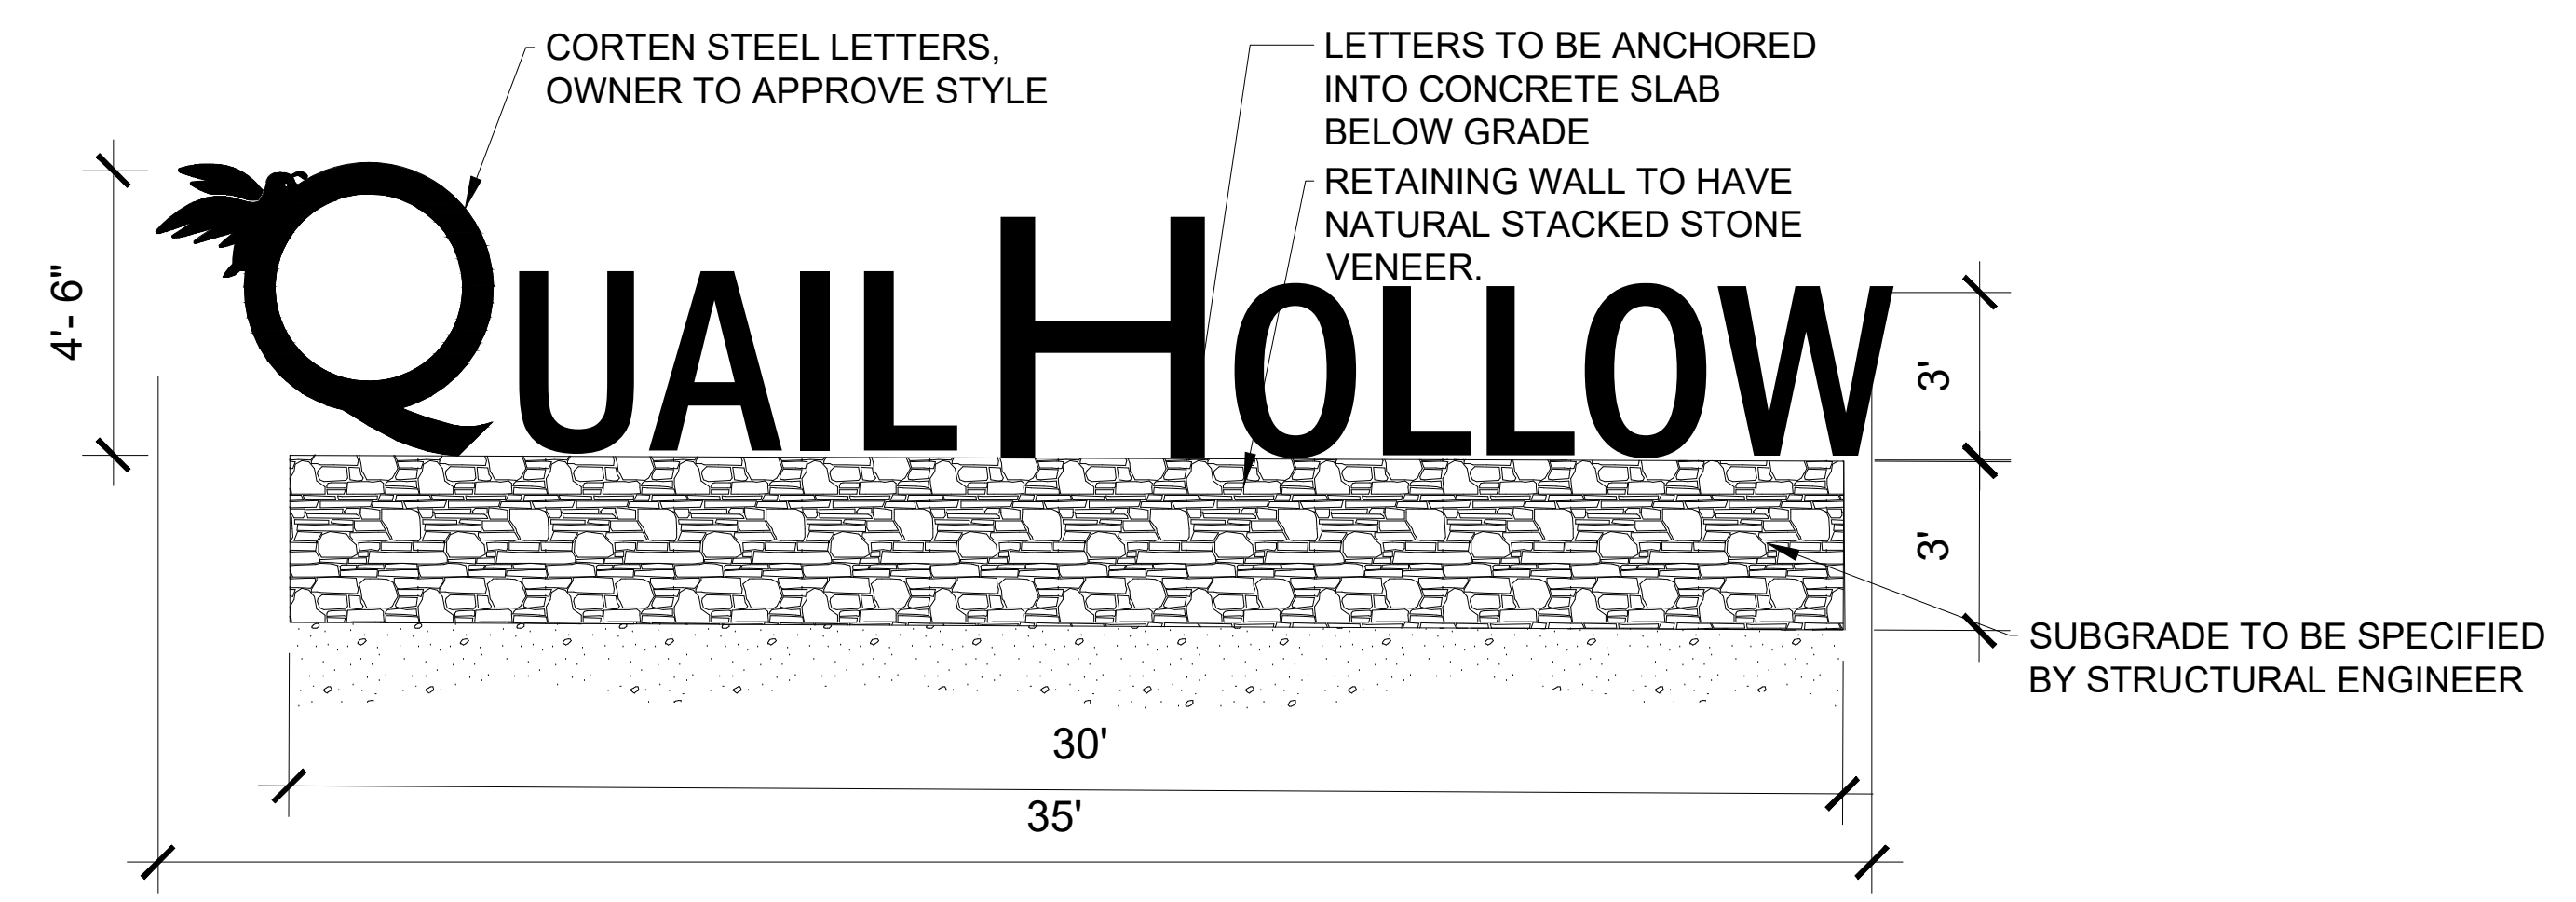 CORTEN STEEL LETTERS,
OWNER TO APPROVE STYLE
LETTERS TO BE ANCHORED
INTO CONCRETE SLAB
BELOW GRADE
RETAINING WALL TO HAVE
NATURAL STACKED STONE
VENEER.
4'- 6"
QUAIL HOLLOW
3'
3'
SUBGRADE TO BE SPECIFIED
BY STRUCTURAL ENGINEER
30'
35'